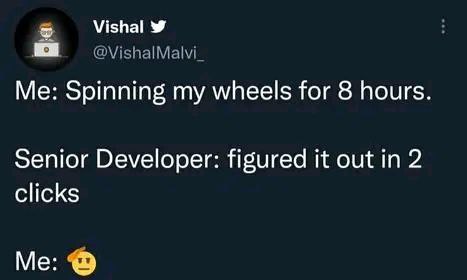 Vishal
@VishalMalvi_
Me: Spinning my wheels for 8 hours.
Senior Developer: figured it out in 2
clicks
Me: 🫡